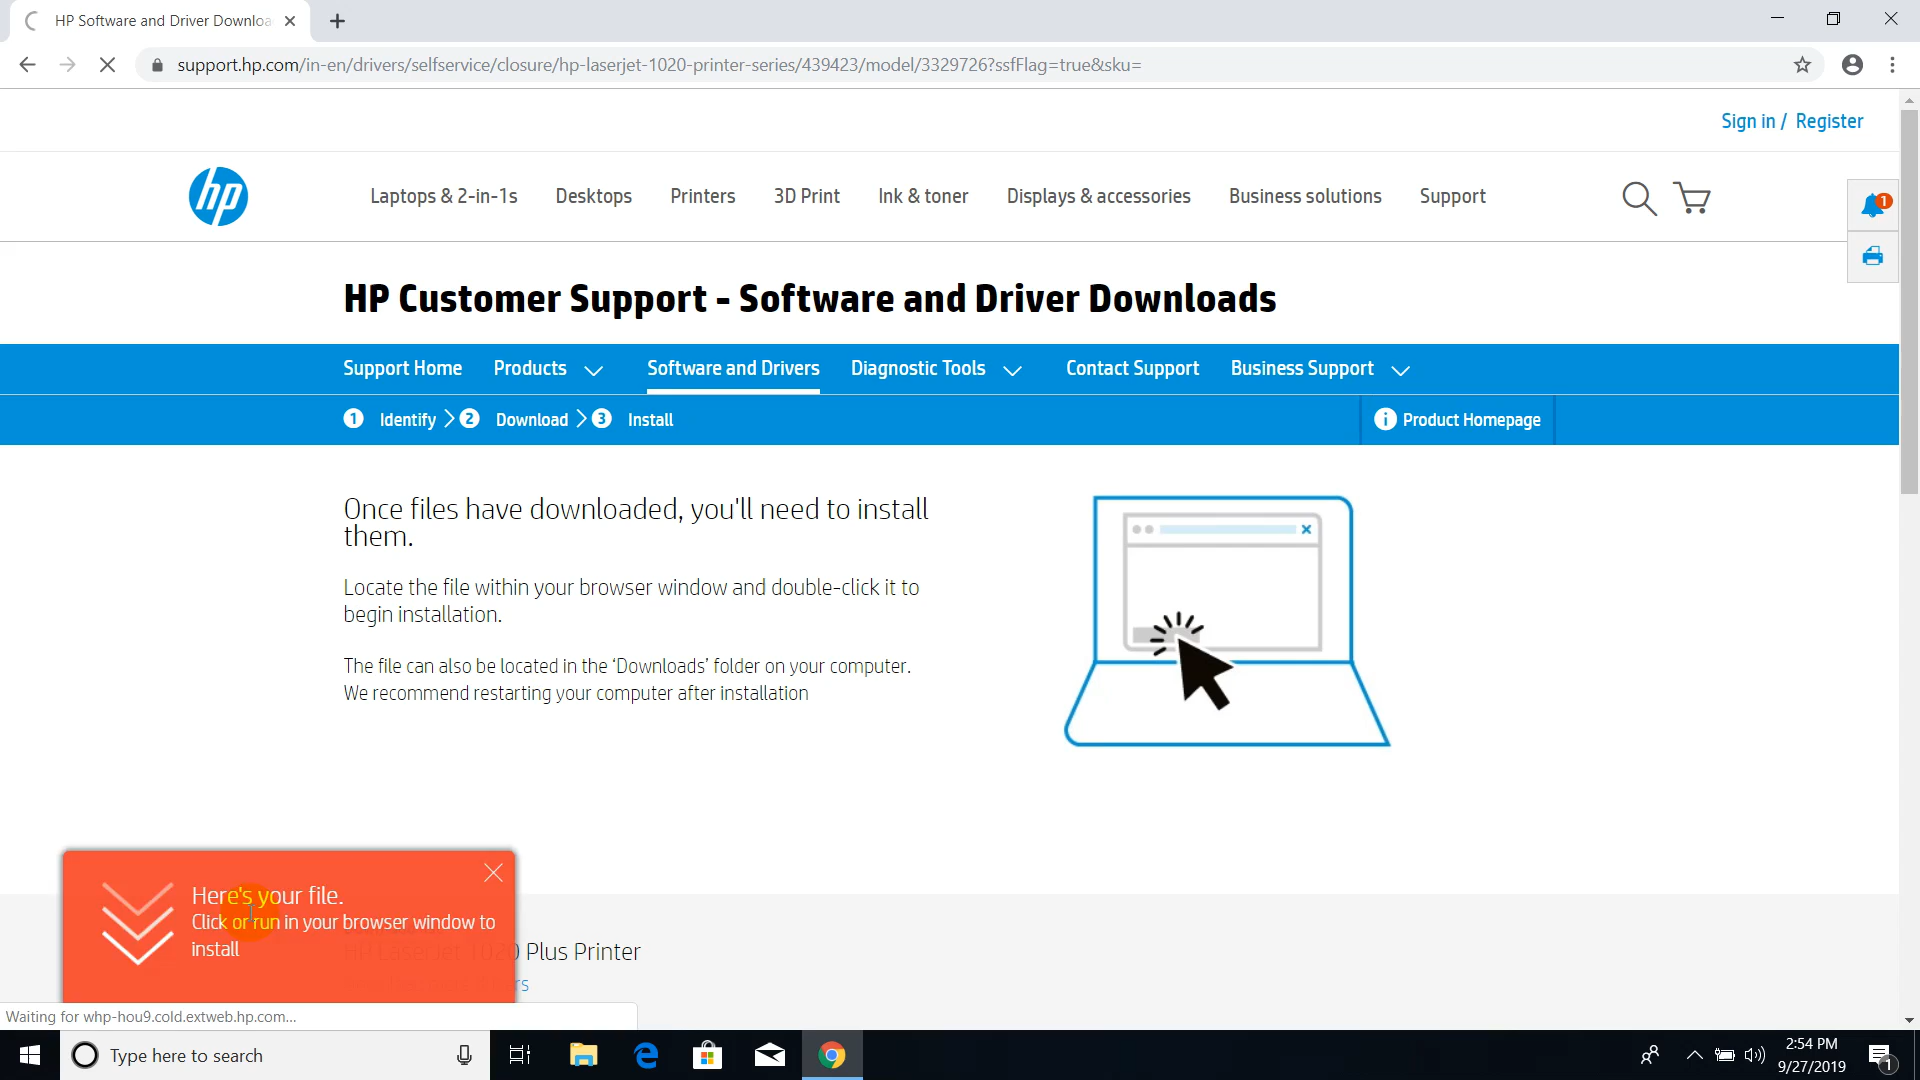 HP Software and Driver Downloa
support.hp.com/in-en/drivers/selfservice/closure/hp-laserjet-1020-printer-series/439423/model/3329726?ssfFlag=true&sku=
Sign in / Register
hp
Laptops & 2-in-1s Desktops Printers 3D Print Ink & toner Displays & accessories Business solutions Support
1
HP Customer Support - Software and Driver Downloads
Support Home Products Software and Drivers Diagnostic Tools Contact Support Business Support
1 Identify 2 Download 3 Install
i Product Homepage
Once files have downloaded, you'll need to install
them.
Locate the file within your browser window and double-click it to
begin installation.
The file can also be located in the ‘Downloads’ folder on your computer.
We recommend restarting your computer after installation
Here's your file.
Click or run in your browser window to
install
HP LaserJet 1020 Plus Printer
Waiting for whp-hou9.cold.extweb.hp.com...
Type here to search
2:54 PM
9/27/2019
1